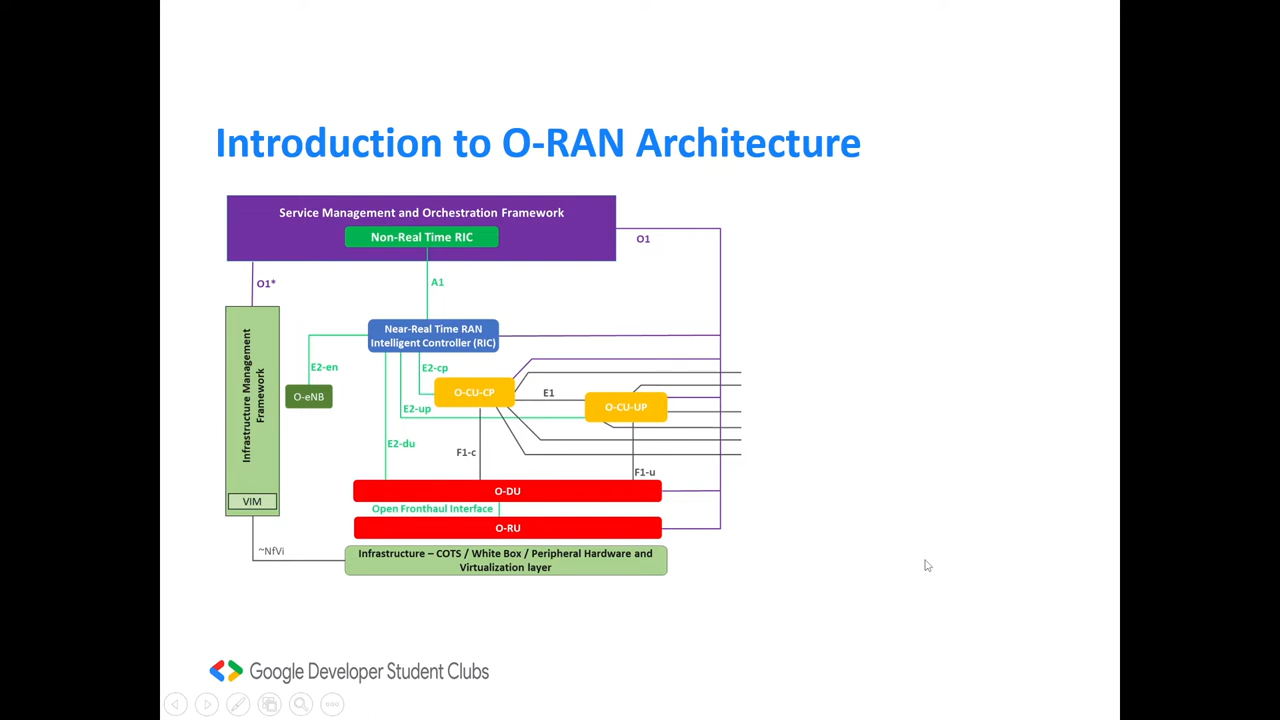 Introduction to O-RAN Architecture
Service Management and Orchestration Framework
Non-Real Time RIC
O1
O1*
A1
Near-Real Time RAN
Intelligent Controller (RIC)
Infrastructure Management
Framework
E2-en
E2-cp
O-CU-CP
E1
O-eNB
E2-up
O-CU-UP
E2-du
F1-c
F1-u
VIM
O-DU
Open Fronthaul Interface
O-RU
~NfVi
Infrastructure – COTS / White Box / Peripheral Hardware and
Virtualization layer
Google Developer Student Clubs